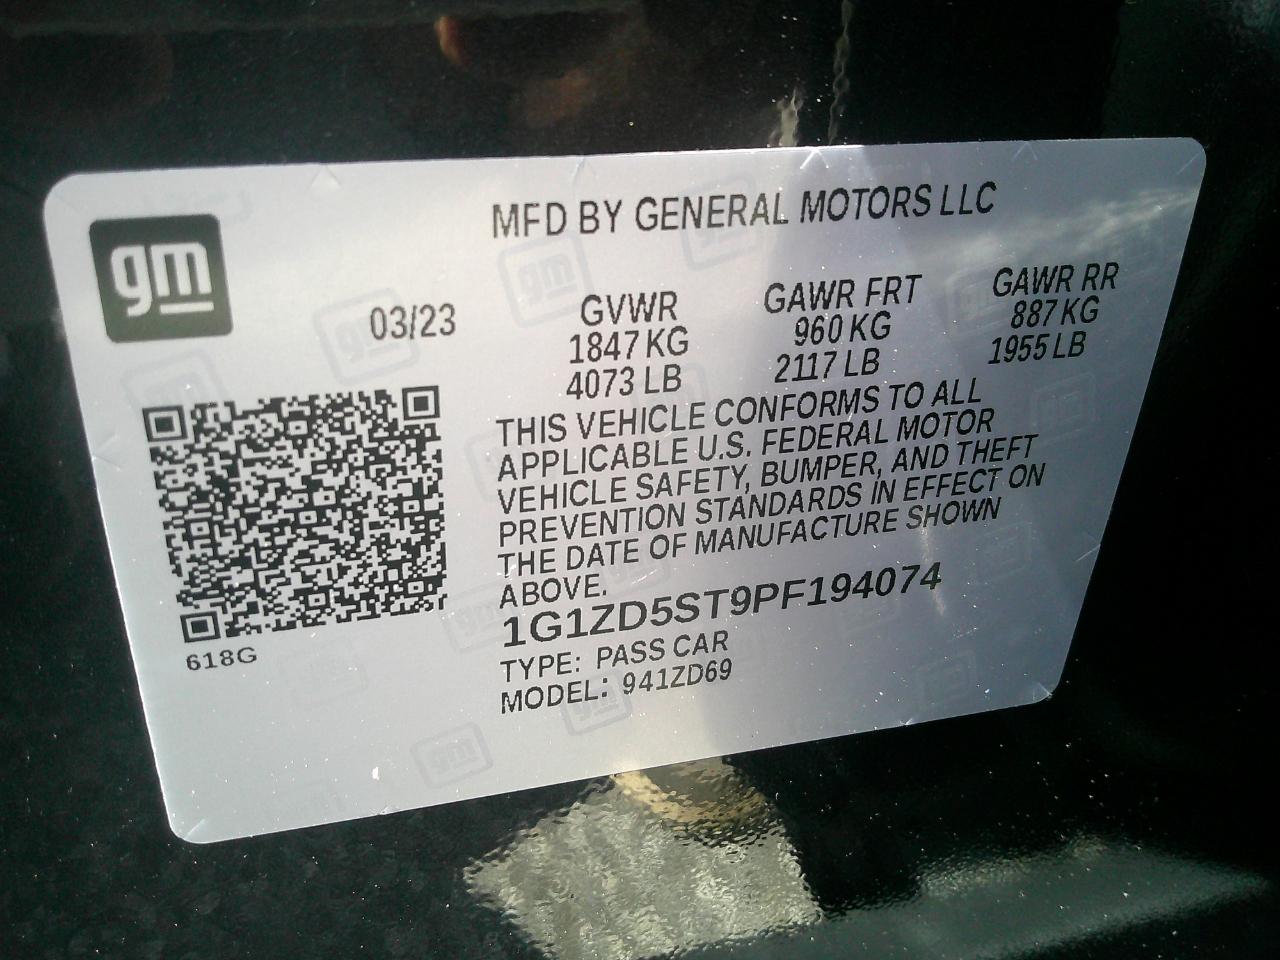 gm
MFD BY GENERAL MOTORS LLC
03/23
GVWR GAWR FRT GAWR RR
1847 KG 960 KG 887 KG
4073 LB 2117 LB 1955 LB
THIS VEHICLE CONFORMS TO ALL
APPLICABLE U.S. FEDERAL MOTOR
VEHICLE SAFETY, BUMPER, AND THEFT
PREVENTION STANDARDS IN EFFECT ON
THE DATE OF MANUFACTURE SHOWN
ABOVE.
1G1ZD5ST9PF194074
618G
TYPE: PASS CAR
MODEL: 941ZD69